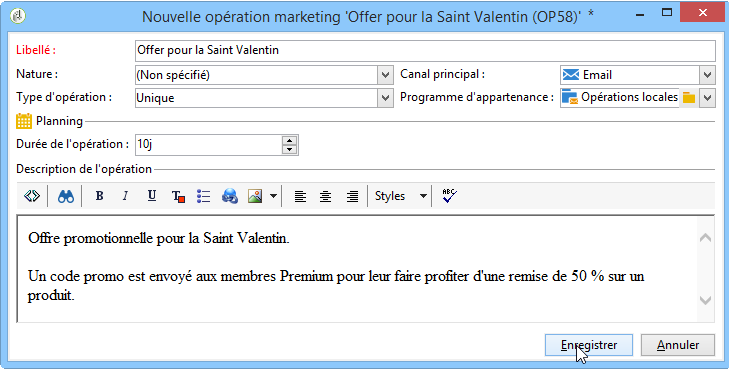 Nouvelle opération marketing 'Offer pour la Saint Valentin (OP58)' *
Libellé : Offer pour la Saint Valentin
Nature : (Non spécifié) Canal principal : Email
Type d'opération : Unique Programme d'appartenance : Opérations locales
Planning
Durée de l'opération : 10j
Description de l'opération
B I U T Styles ABC
Offre promotionnelle pour la Saint Valentin.
Un code promo est envoyé aux membres Premium pour leur faire profiter d'une remise de 50 % sur un
produit.
Enregistrer Annuler